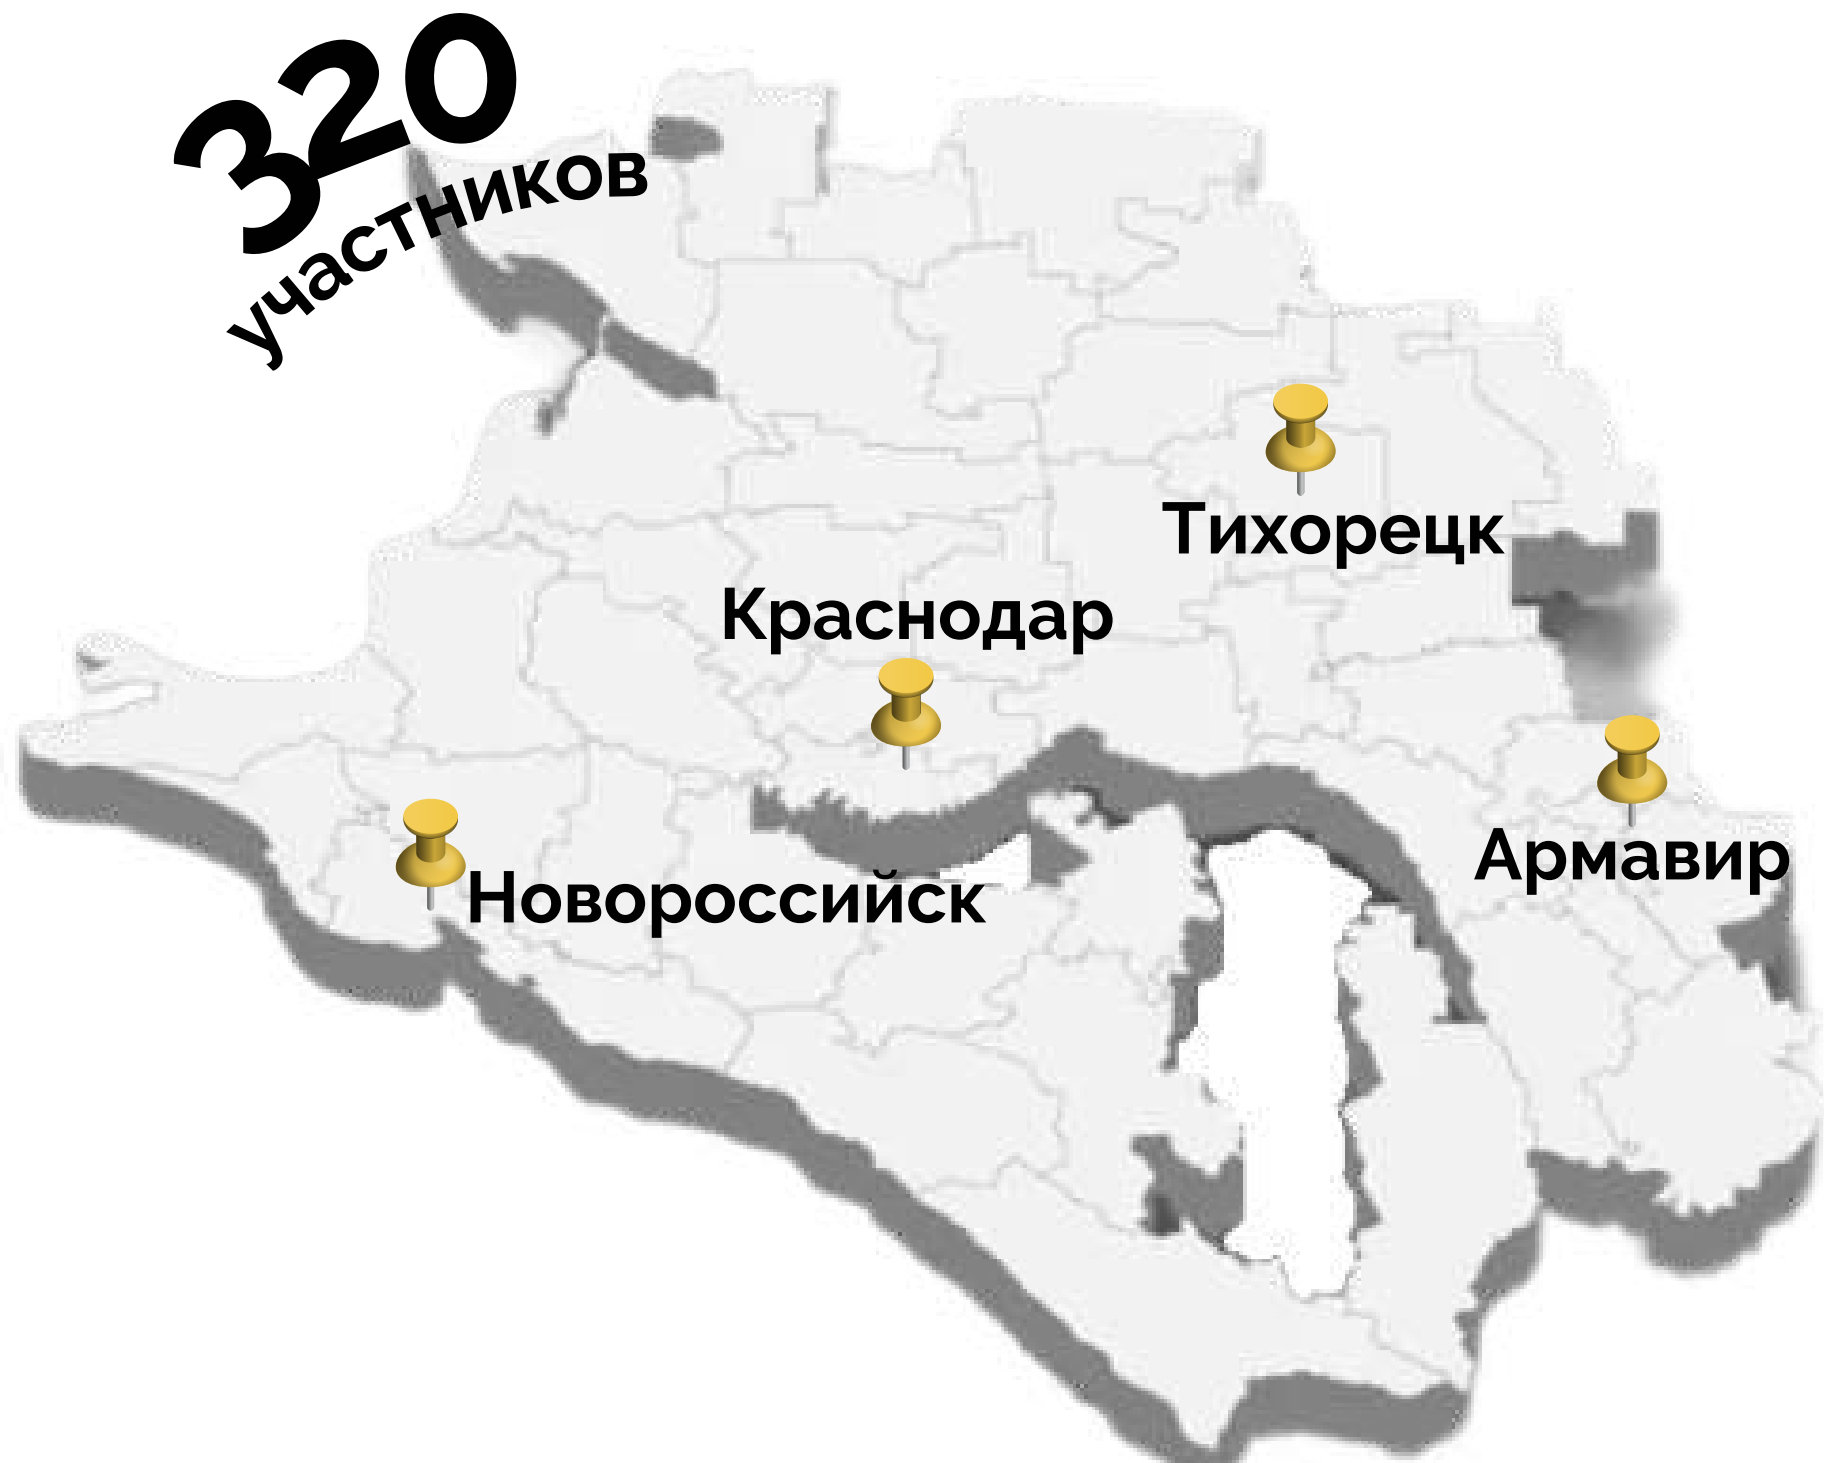 320
участников
Тихорецк
Краснодар
Армавир
Новороссийск